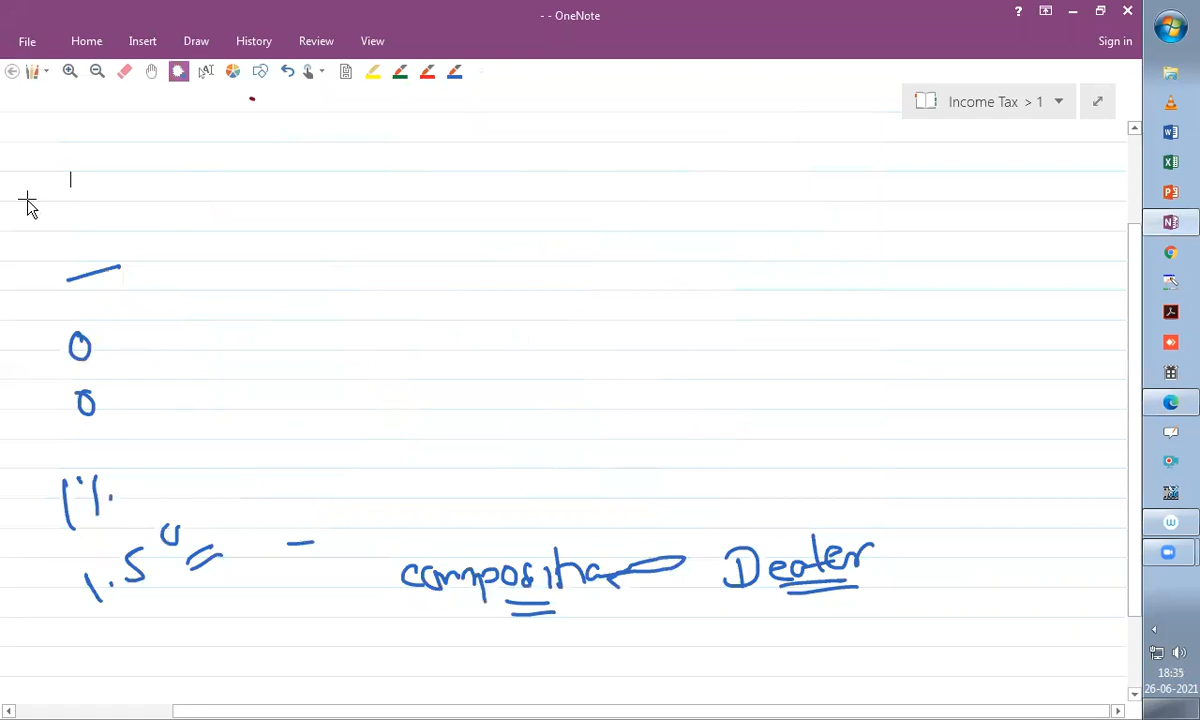 - - OneNote
File Home Insert Draw History Review View
Sign in
Income Tax > 1
0
0
1%.
1.5 Cr
composition Dealer
18:35
26-06-2021